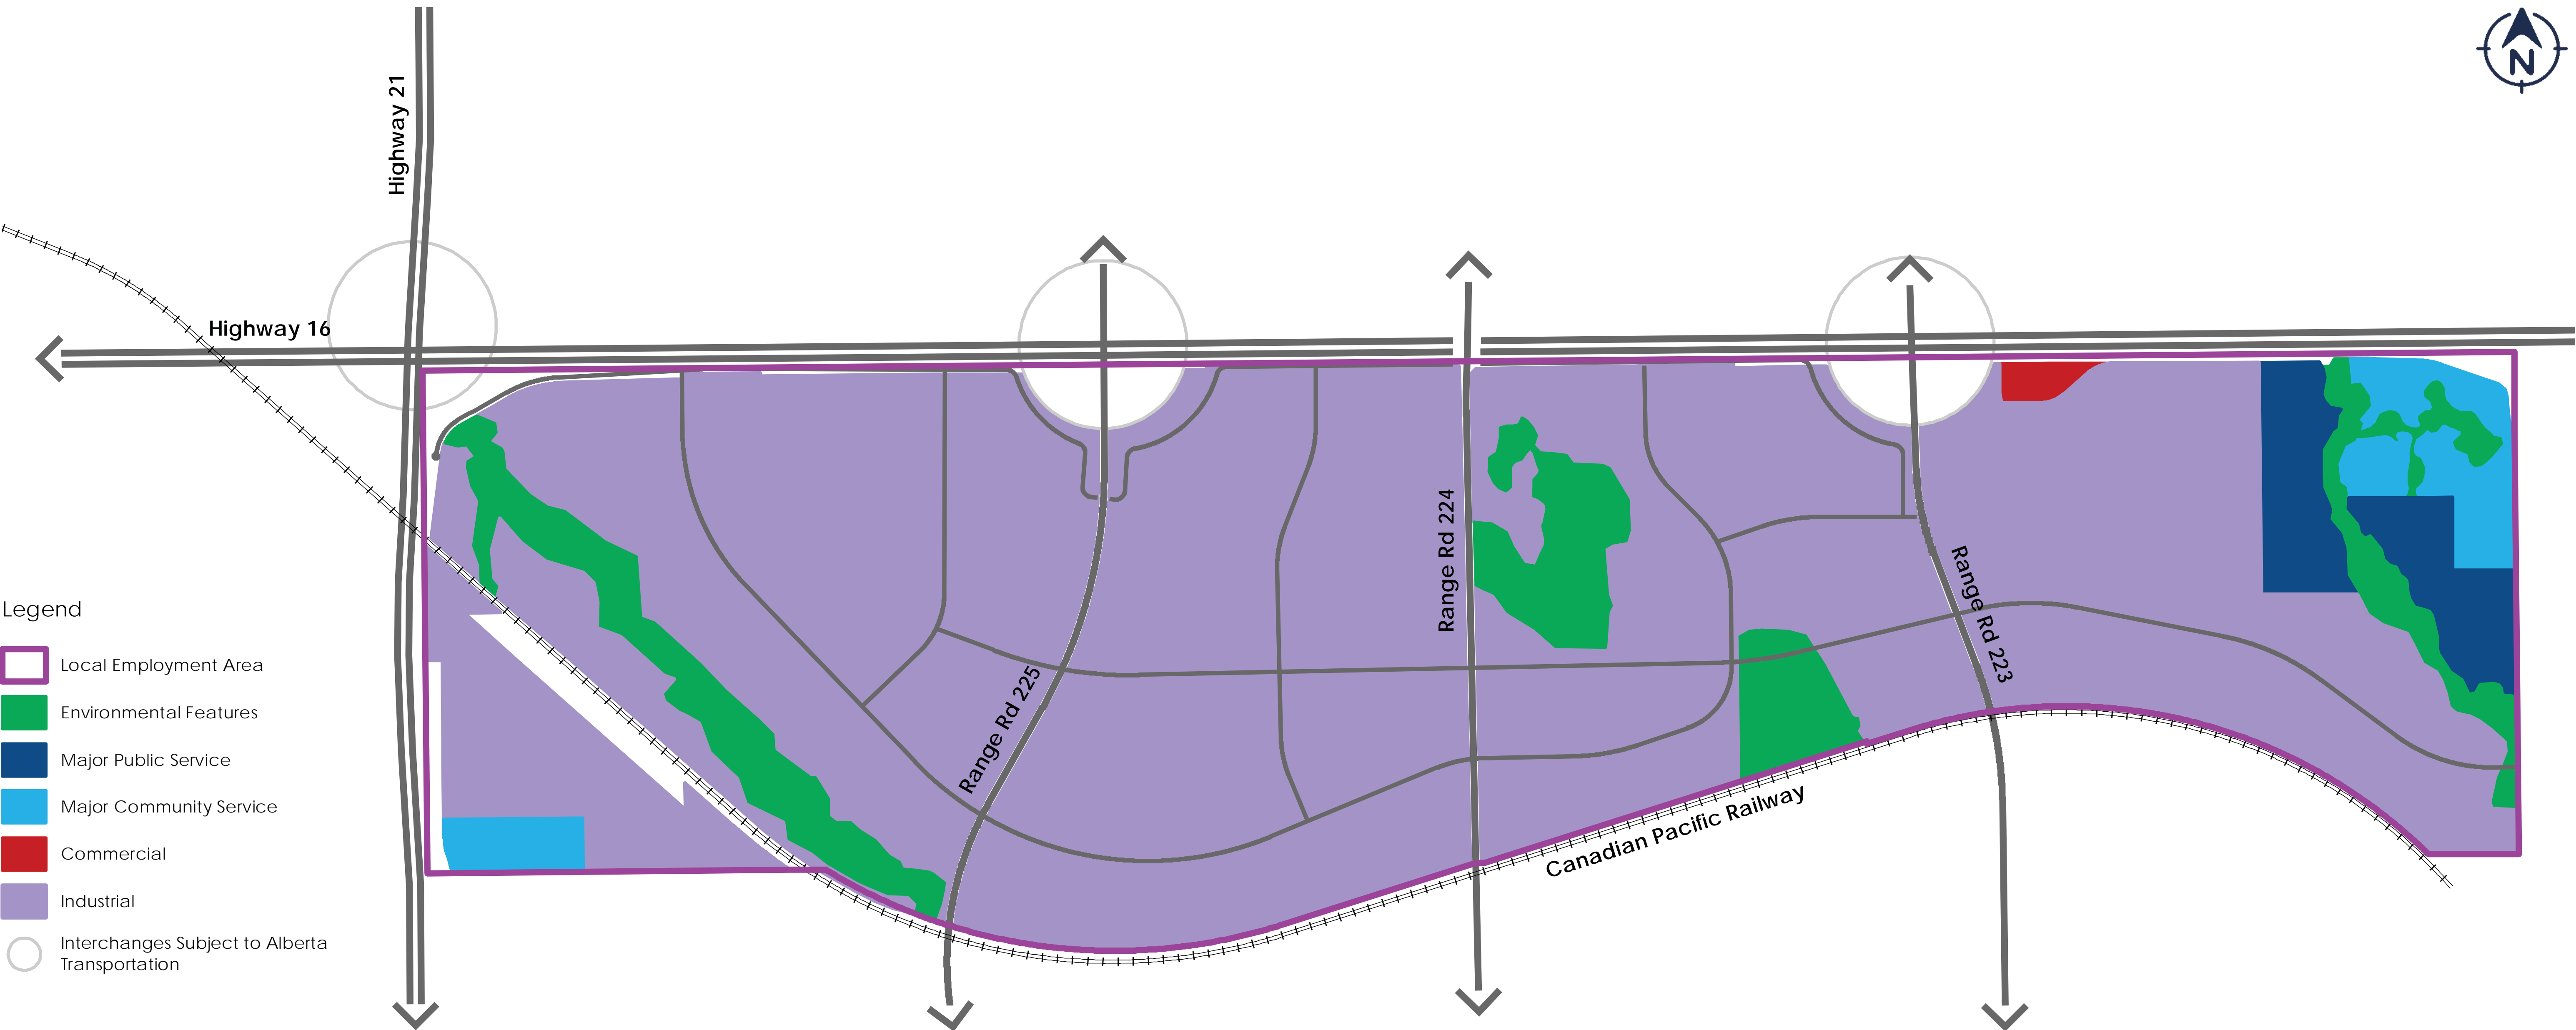 N
Highway 21
Highway 16
Range Rd 225
Range Rd 224
Range Rd 223
Canadian Pacific Railway
Legend
Local Employment Area
Environmental Features
Major Public Service
Major Community Service
Commercial
Industrial
Interchanges Subject to Alberta
Transportation